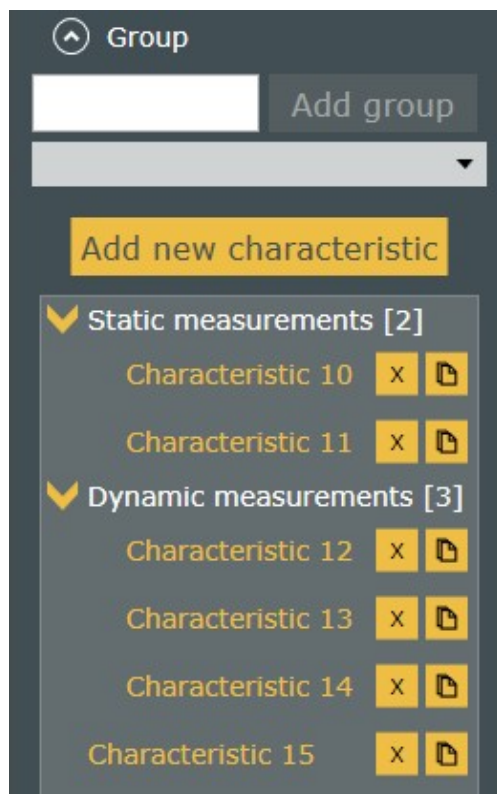 Group
Add group
Add new characteristic
Static measurements [2]
Characteristic 10 X
Characteristic 11 X
Dynamic measurements [3]
Characteristic 12 X
Characteristic 13 X
Characteristic 14 X
Characteristic 15 X